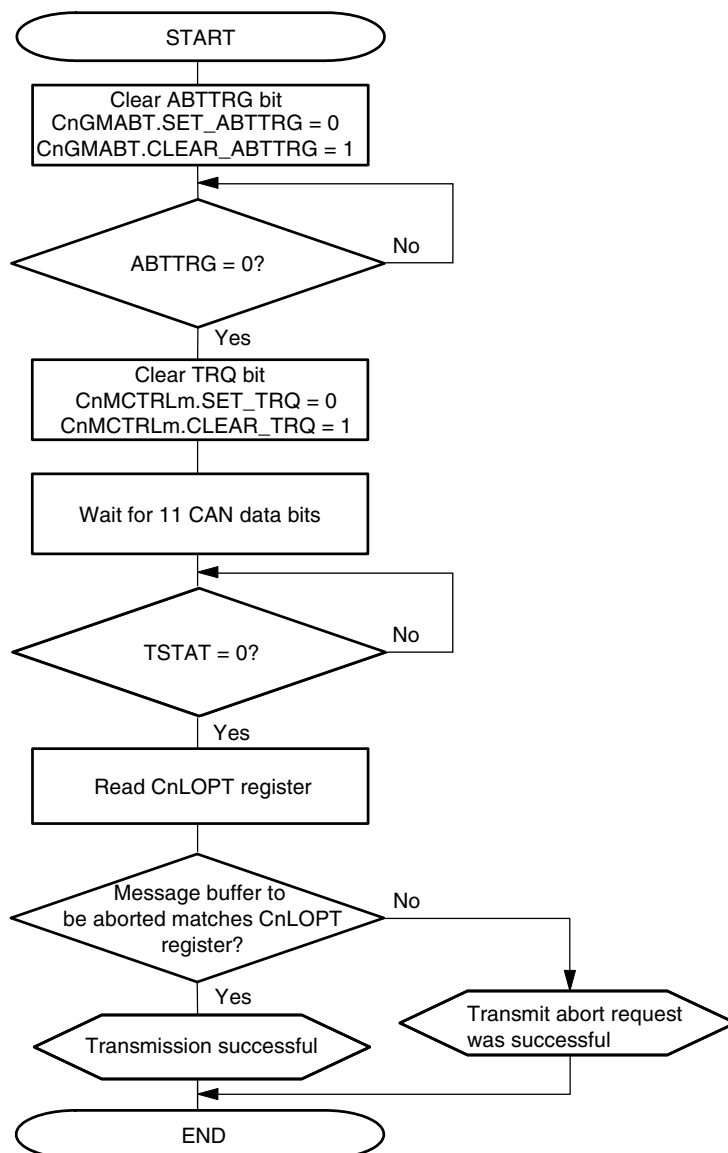 START
Clear ABTTRG bit
CnGMABT.SET_ABTTRG = 0
CnGMABT.CLEAR_ABTTRG = 1
No
ABTTRG = 0?
Yes
Clear TRQ bit
CnMCTRLm.SET_TRQ = 0
CnMCTRLm.CLEAR_TRQ = 1
Wait for 11 CAN data bits
No
TSTAT = 0?
Yes
Read CnLOPT register
No
Message buffer to
be aborted matches CnLOPT
register?
Yes
Transmit abort request
was successful
Transmission successful
END